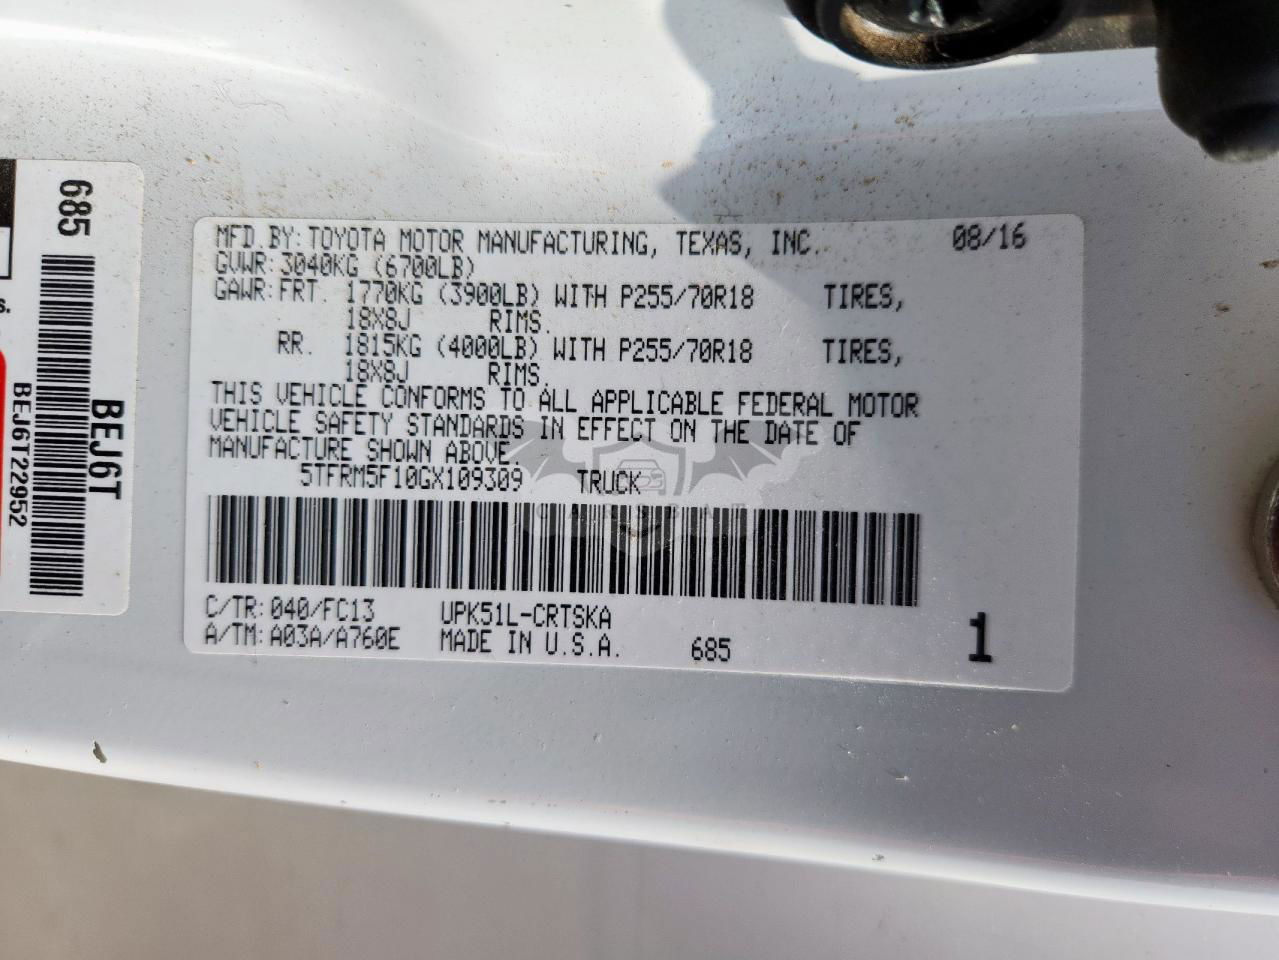 MFD. BY: TOYOTA MOTOR MANUFACTURING, TEXAS, INC. 08/16
GVWR: 3040KG (6700LB)
GAWR: FRT. 1770KG (3900LB) WITH P255/70R18 TIRES,
18X8J RIMS.
RR. 1815KG (4000LB) WITH P255/70R18 TIRES,
18X8J RIMS.
THIS VEHICLE CONFORMS TO ALL APPLICABLE FEDERAL MOTOR
VEHICLE SAFETY STANDARDS IN EFFECT ON THE DATE OF
MANUFACTURE SHOWN ABOVE.
5TFRM5F10GX109309 TRUCK
CARSBAT
C/TR: 040/FC13 UPK51L-CRTSKA
A/TM: A03A/A760E MADE IN U.S.A. 685 1
685
BEJ6T
BEJ6T22952
s.